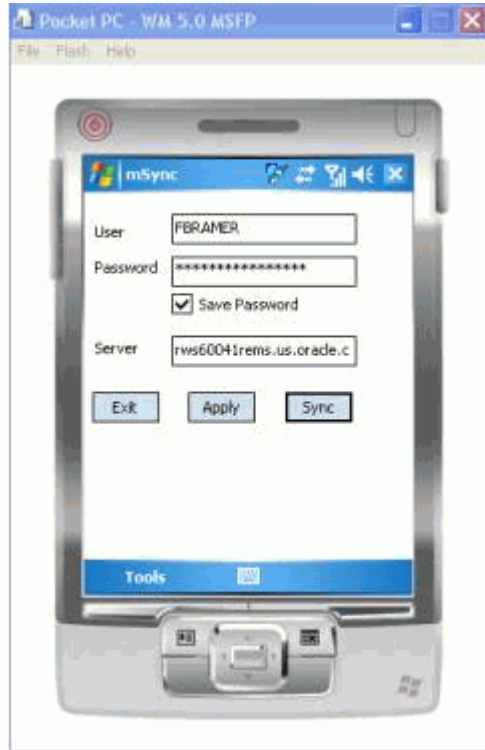 Pocket PC - WM 5.0 MSFP
File Flash Help
mSync
User FBRAMER
Password ****************
Save Password
Server rws60041rems.us.oracle.c
Exit Apply Sync
Tools